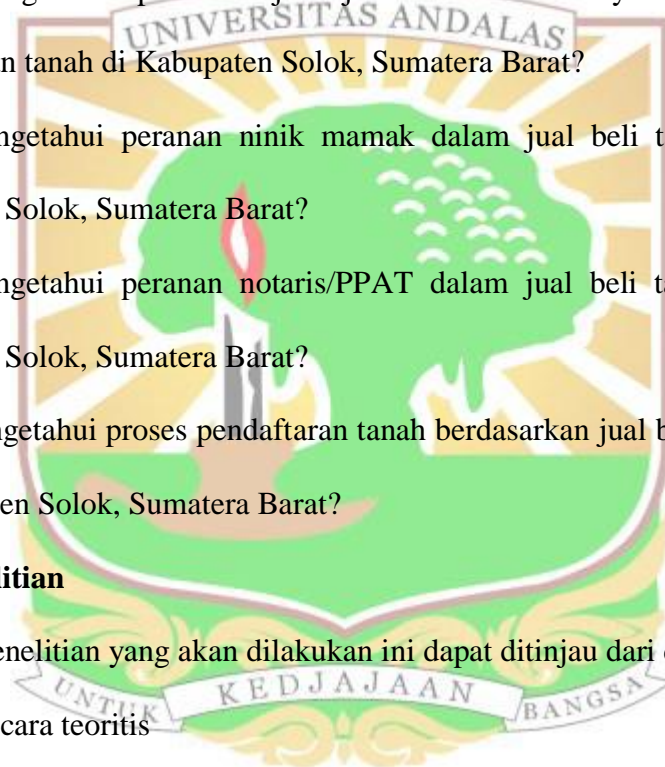 UNIVERSITAS ANDALAS
n tanah di Kabupaten Solok, Sumatera Barat?
ngetahui peranan ninik mamak dalam jual beli
Solok, Sumatera Barat?
ngetahui peranan notaris/PPAT dalam jual beli
Solok, Sumatera Barat?
ngetahui proses pendaftaran tanah berdasarkan jual
en Solok, Sumatera Barat?
litian
enelitian yang akan dilakukan ini dapat ditinjau dari
UNTUK KEDJAJAAN BANGSA
cara teoritis